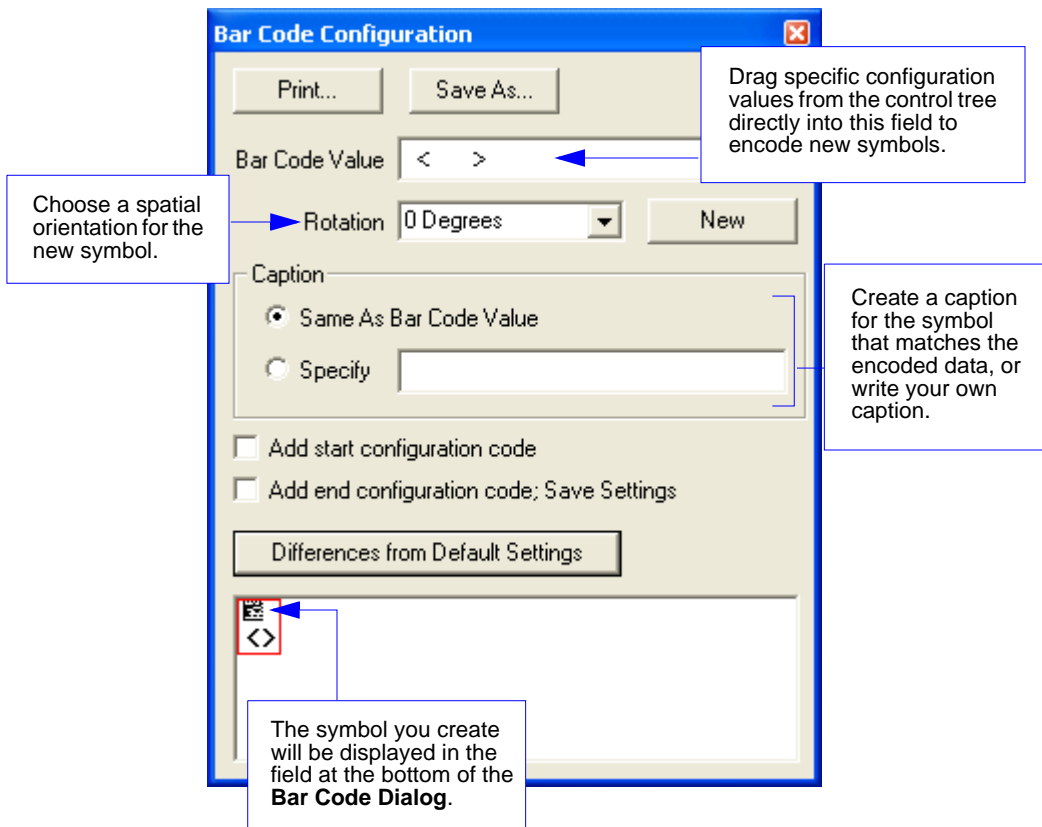 Bar Code Configuration
Print...
Save As...
Drag specific configuration
values from the control tree
directly into this field to
encode new symbols.
Bar Code Value
< >
Choose a spatial
orientation for the
new symbol.
Rotation
0 Degrees
New
Caption
Same As Bar Code Value
Specify
Create a caption
for the symbol
that matches the
encoded data, or
write your own
caption.
Add start configuration code
Add end configuration code; Save Settings
Differences from Default Settings
<>
The symbol you create
will be displayed in the
field at the bottom of the
Bar Code Dialog.